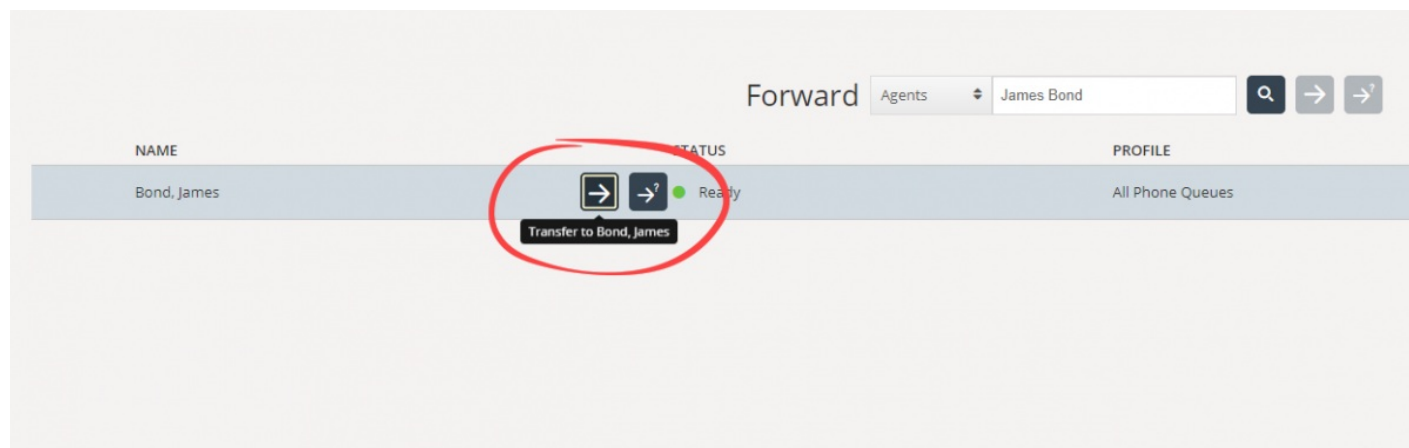 Forward Agents James Bond
NAME STATUS PROFILE
Bond, James Ready All Phone Queues
Transfer to Bond, James